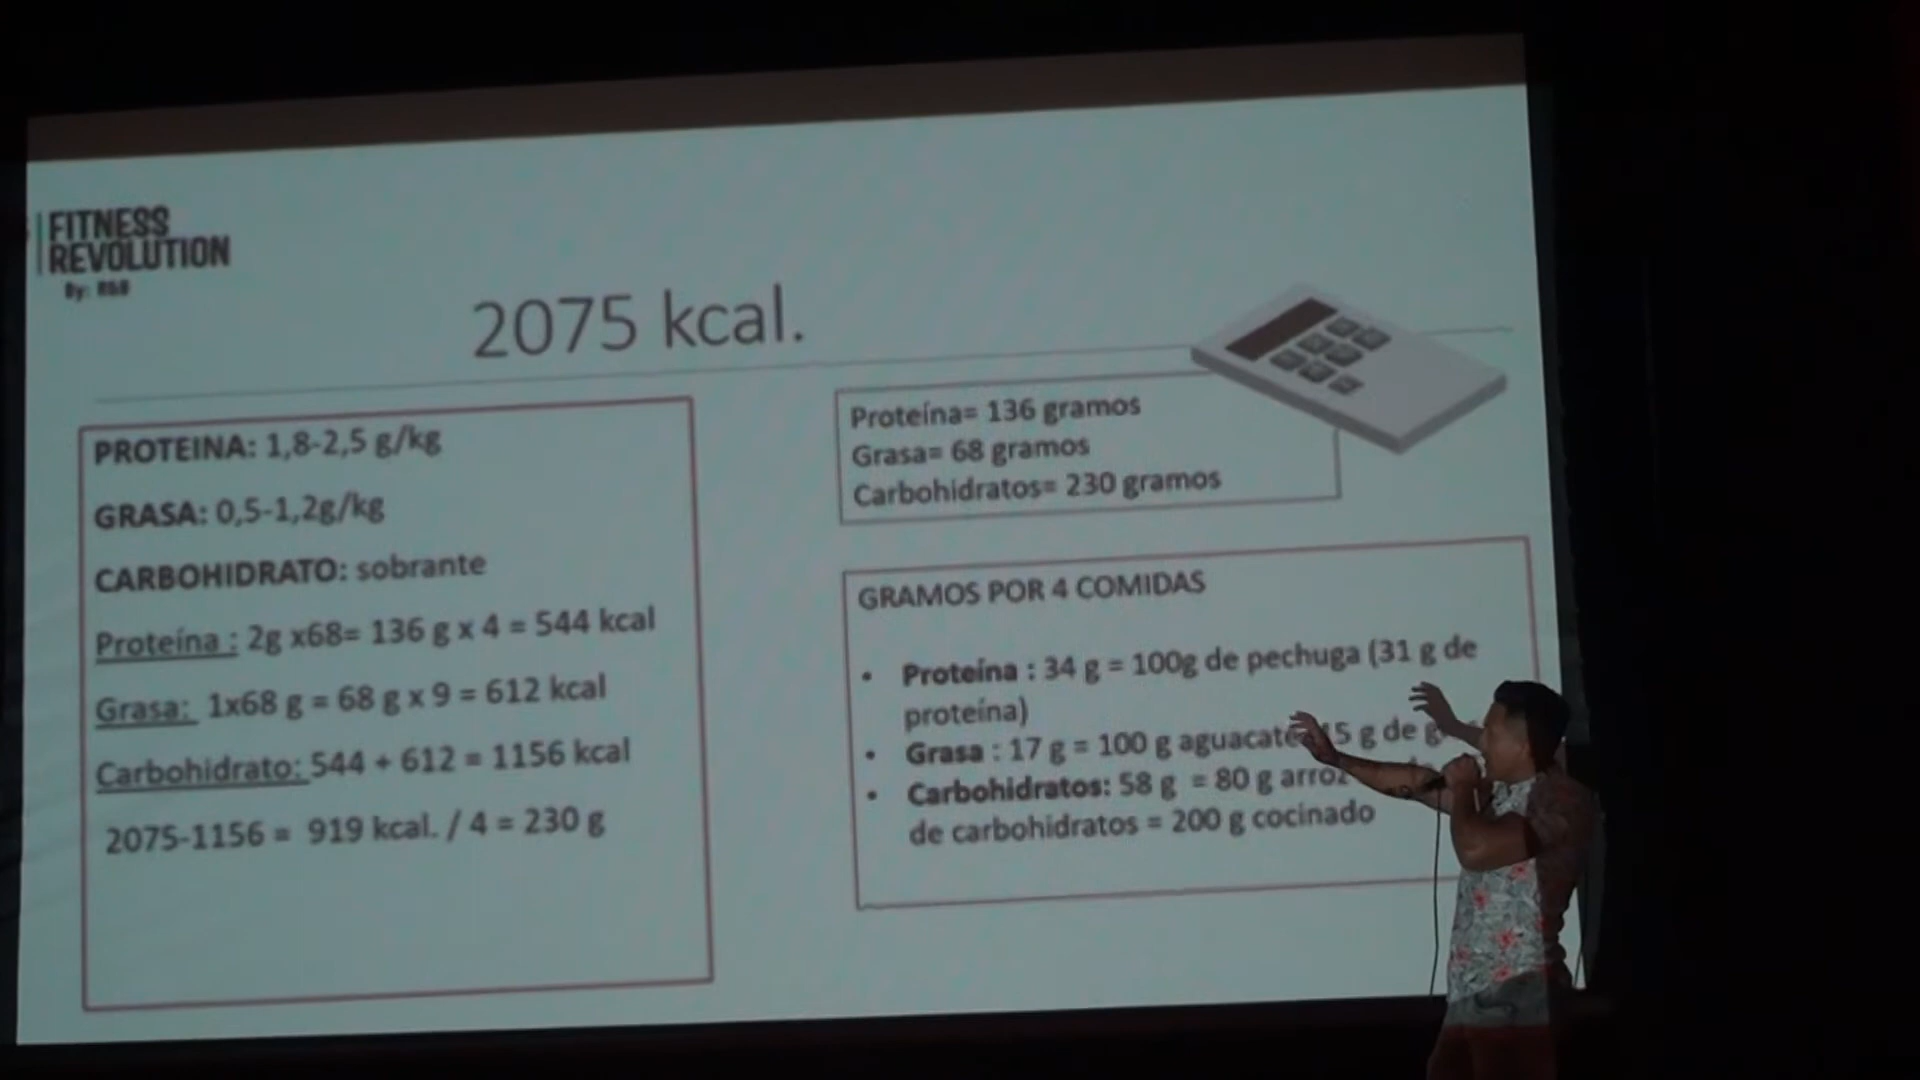 FITNESS
REVOLUTION
By:
2075 kcal.
PROTEINA: 1,8-2,5 g/kg
GRASA: 0,5-1,2g/kg
CARBOHIDRATO: sobrante
Proteína : 2g x68= 136 g x 4 = 544 kcal
Grasa: 1x68 g = 68 g x 9 = 612 kcal
Carbohidrato: 544 + 612 = 1156 kcal
2075-1156 = 919 kcal. / 4 = 230 g
Proteína= 136 gramos
Grasa= 68 gramos
Carbohidratos= 230 gramos
GRAMOS POR 4 COMIDAS
• Proteína : 34 g = 100g de pechuga (31 g de
proteína)
• Grasa : 17 g = 100 g aguacate 15 g de
• Carbohidratos: 58 g = 80 g arroz
de carbohidratos = 200 g cocinado